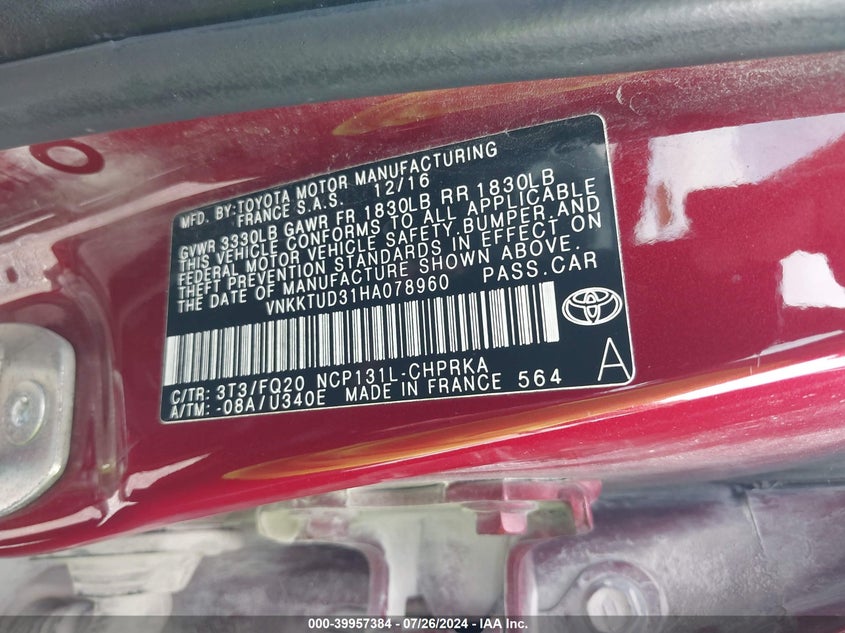 MFD. BY:TOYOTA MOTOR MANUFACTURING
FRANCE S.A.S. 12/16
GVWR 3330LB GAWR FR 1830LB RR 1830LB
THIS VEHICLE CONFORMS TO ALL APPLICABLE
FEDERAL MOTOR VEHICLE SAFETY,BUMPER,AND
THEFT PREVENTION STANDARDS IN EFFECT ON
THE DATE OF MANUFACTURE SHOWN ABOVE.
VNKKTUD31HA078960 PASS.CAR
C/TR: 3T3/FQ20 NCP131L-CHPRKA
A/TM: -08A/U340E MADE IN FRANCE 564 A
000-39957384 - 07/26/2024 - IAA Inc.